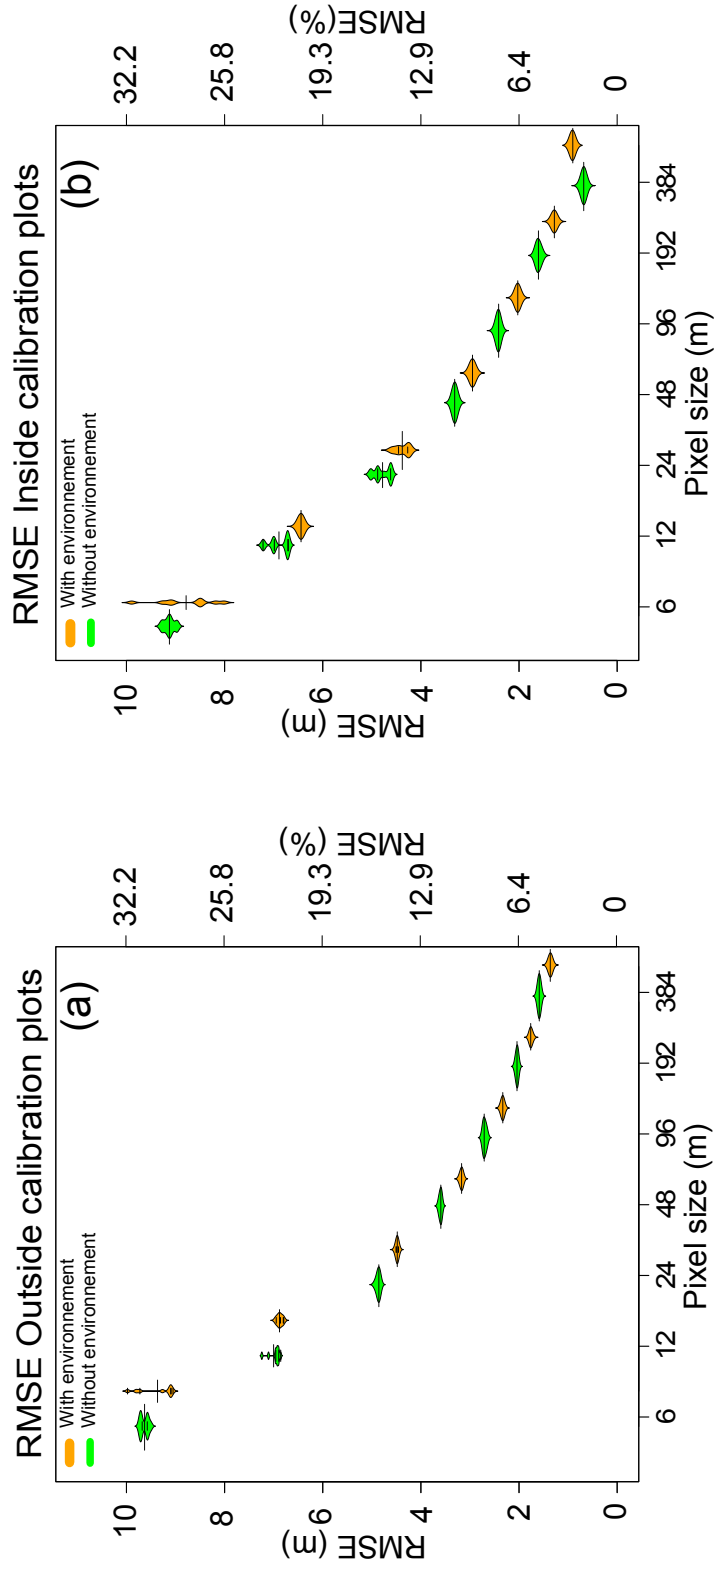 RMSE Outside calibration plots
(a)
With environnement
Without environnement
10
8
6
4
2
0
RMSE (m)
32.2
25.8
19.3
12.9
6.4
0
RMSE (%)
6
12
24
48
96
192
384
Pixel size (m)
RMSE Inside calibration plots
(b)
With environnement
Without environnement
10
8
6
4
2
0
RMSE (m)
32.2
25.8
19.3
12.9
6.4
0
RMSE(%)
6
12
24
48
96
192
384
Pixel size (m)